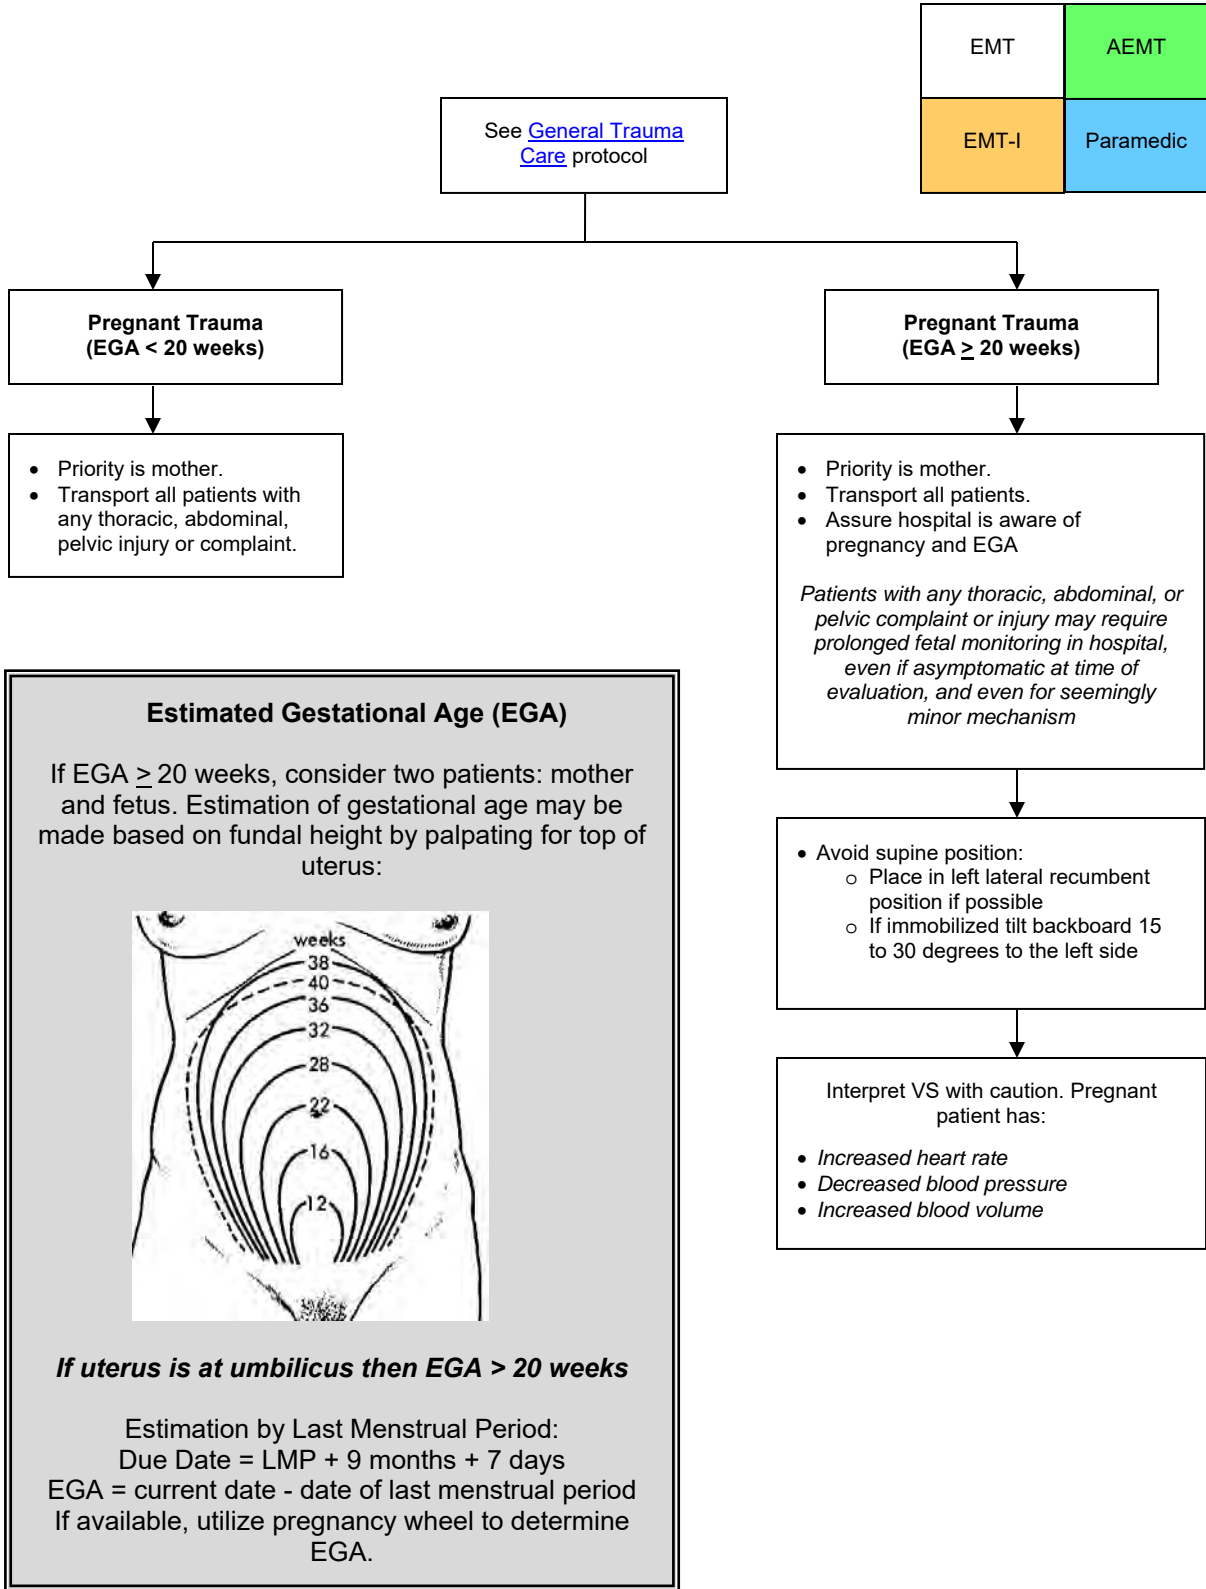 EMT
AEMT
EMT-I
Paramedic
See General Trauma
Care protocol
Pregnant Trauma
(EGA < 20 weeks)
Pregnant Trauma
(EGA ≥ 20 weeks)
• Priority is mother.
• Transport all patients with
any thoracic, abdominal,
pelvic injury or complaint.
• Priority is mother.
• Transport all patients.
• Assure hospital is aware of
pregnancy and EGA
Patients with any thoracic, abdominal, or
pelvic complaint or injury may require
prolonged fetal monitoring in hospital,
even if asymptomatic at time of
evaluation, and even for seemingly
minor mechanism
• Avoid supine position:
o Place in left lateral recumbent
position if possible
o If immobilized tilt backboard 15
to 30 degrees to the left side
Interpret VS with caution. Pregnant
patient has:
• Increased heart rate
• Decreased blood pressure
• Increased blood volume
Estimated Gestational Age (EGA)
If EGA ≥ 20 weeks, consider two patients: mother
and fetus. Estimation of gestational age may be
made based on fundal height by palpating for top of
uterus:
weeks
38
40
36
32
28
22
16
12
If uterus is at umbilicus then EGA > 20 weeks
Estimation by Last Menstrual Period:
Due Date = LMP + 9 months + 7 days
EGA = current date - date of last menstrual period
If available, utilize pregnancy wheel to determine
EGA.